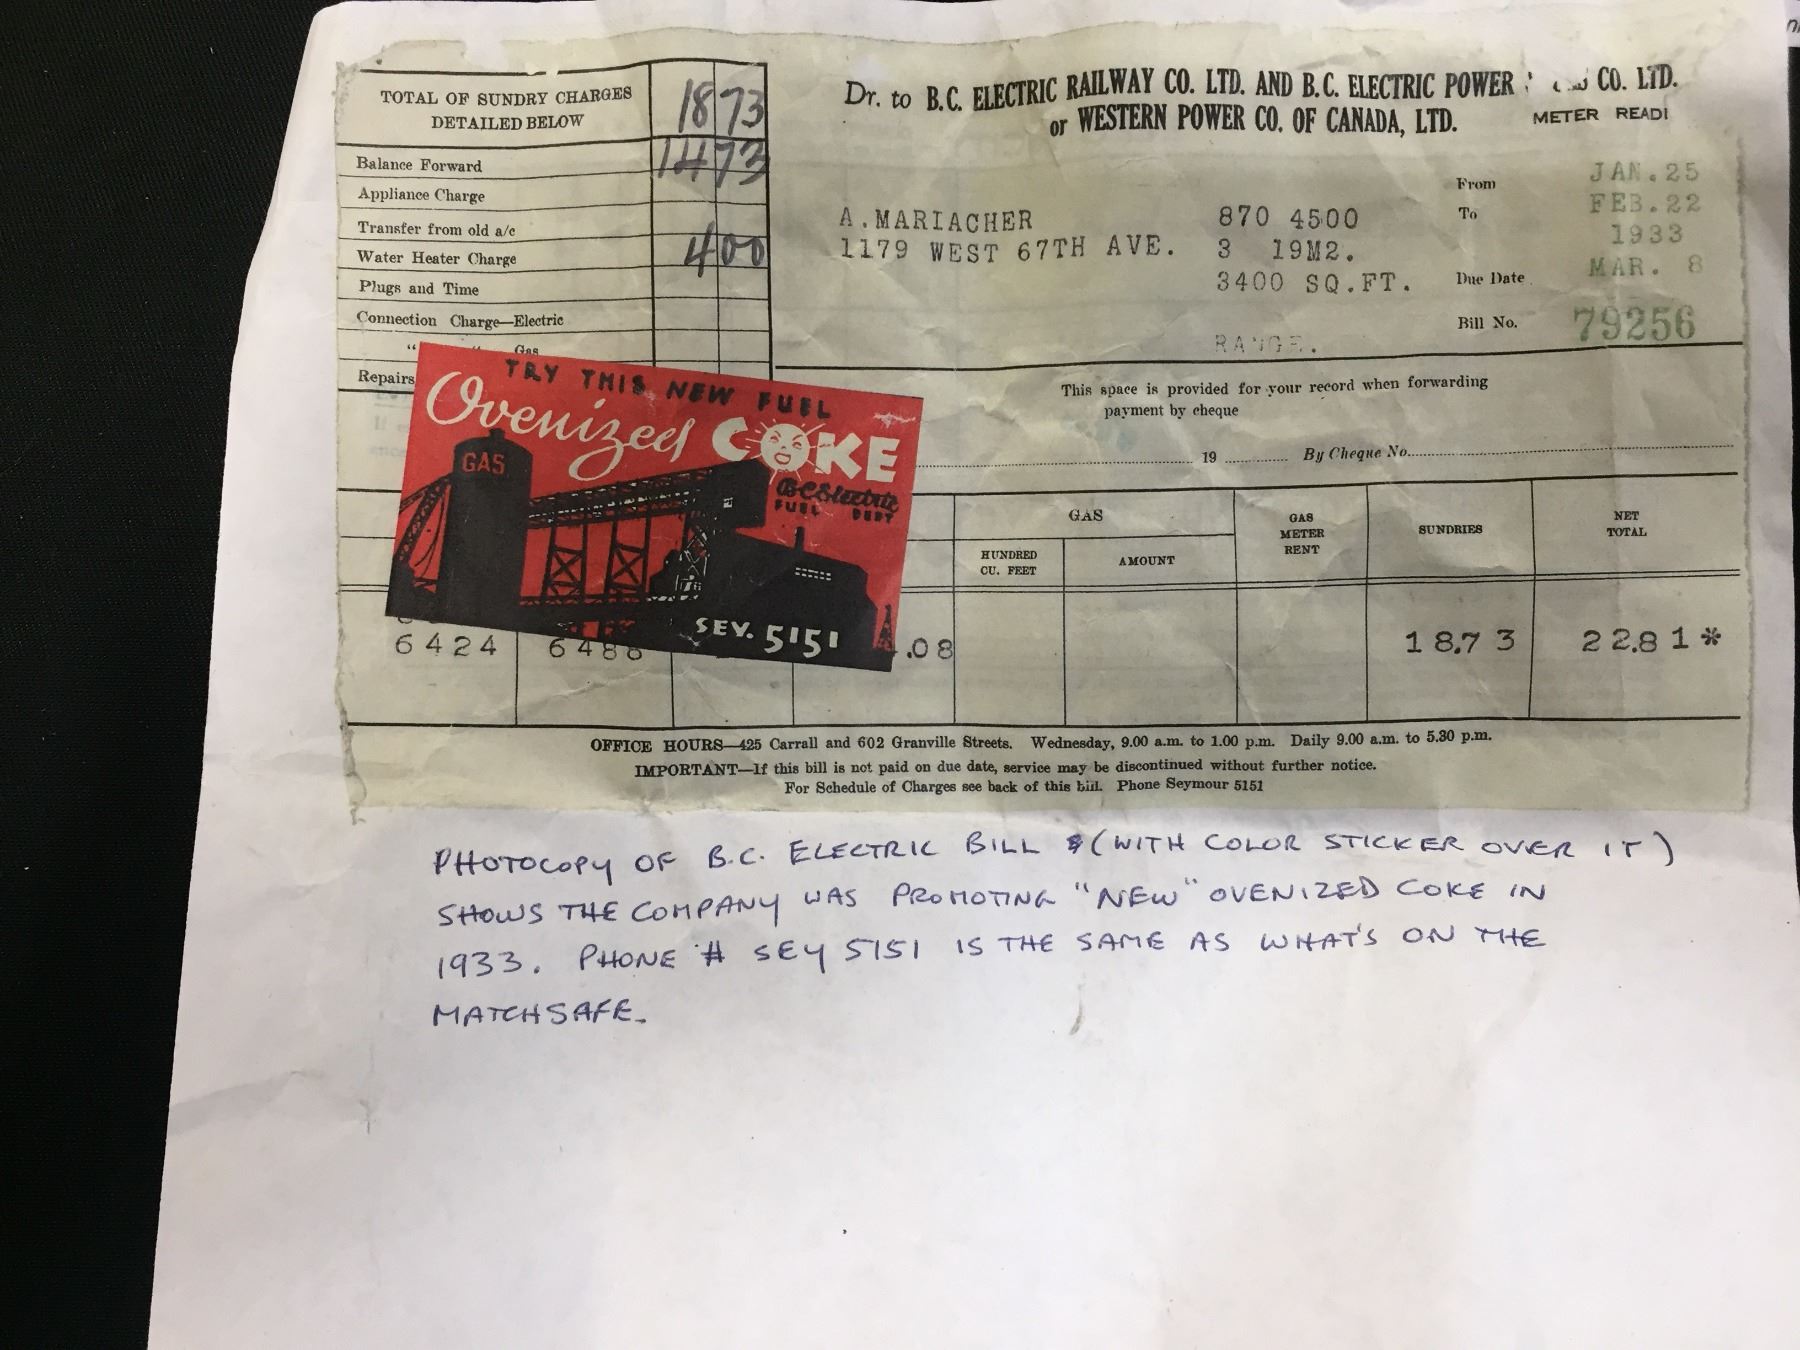 TOTAL OF SUNDRY CHARGES
DETAILED BELOW
18 73
Balance Forward 14 73
Appliance Charge
Transfer from old a/c
Water Heater Charge 4 00
Plugs and Time
Connection Charge—Electric
“ “ Gas
Repairs
Dr. to B.C. ELECTRIC RAILWAY CO. LTD. AND B.C. ELECTRIC POWER CO. LTD.
or WESTERN POWER CO. OF CANADA, LTD.
METER READI
From JAN. 25
To FEB. 22
1933
Due Date MAR. 8
Bill No. 79256
A. MARIACHER 870 4500
1179 WEST 67TH AVE. 3 19M2.
3400 SQ.FT.
RANGE.
This space is provided for your record when forwarding
payment by cheque
19 By Cheque No.
TRY THIS NEW FUEL
Ovenized COKE
GAS
B C Electric
FUEL DEPT
SEY. 5151
GAS
HUNDRED
CU. FEET
AMOUNT
GAS
METER
RENT
SUNDRIES
NET
TOTAL
6424 6488 .08 18.73 22.81*
OFFICE HOURS—425 Carrall and 602 Granville Streets. Wednesday, 9.00 a.m. to 1.00 p.m. Daily 9.00 a.m. to 5.30 p.m.
IMPORTANT—If this bill is not paid on due date, service may be discontinued without further notice.
For Schedule of Charges see back of this bill. Phone Seymour 5151
PHOTOCOPY OF B.C. ELECTRIC BILL (WITH COLOR STICKER OVER IT)
SHOWS THE COMPANY WAS PROMOTING "NEW" OVENIZED COKE IN
1933. PHONE # SEY 5151 IS THE SAME AS WHAT'S ON THE
MATCHSAFE.